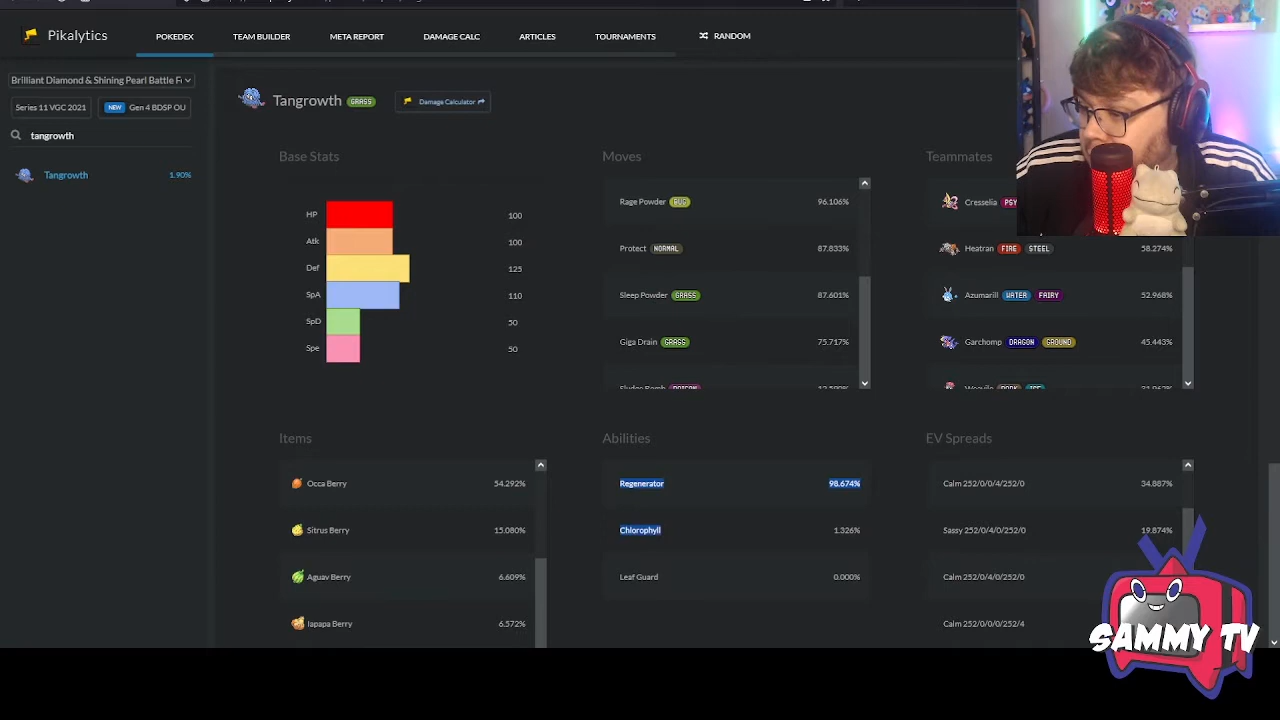 Pikalytics
POKEDEX
TEAM BUILDER
META REPORT
DAMAGE CALC
ARTICLES
TOURNAMENTS
RANDOM
Brilliant Diamond & Shining Pearl Battle F
Series 11 VGC 2021
NEW Gen 4 BDSP OU
tangrowth
Tangrowth 1.90%
Tangrowth GRASS
Damage Calculator
Base Stats
HP 100
Atk 100
Def 125
SpA 110
SpD 50
Spe 50
Moves
Rage Powder BUG 96.106%
Protect NORMAL 87.833%
Sleep Powder GRASS 87.601%
Giga Drain GRASS 75.717%
Sludge Bomb POISON
Teammates
Cresselia PSY
Heatran FIRE STEEL 58.274%
Azumarill WATER FAIRY 52.968%
Garchomp DRAGON GROUND 45.443%
Weavile DARK ICE
Items
Occa Berry 54.292%
Sitrus Berry 15.080%
Aguav Berry 6.609%
Iapapa Berry 6.572%
Abilities
Regenerator 98.674%
Chlorophyll 1.326%
Leaf Guard 0.000%
EV Spreads
Calm 252/0/0/4/252/0 34.887%
Sassy 252/0/4/0/252/0 19.874%
Calm 252/0/4/0/252/0
Calm 252/0/0/0/252/4
SAMMY TV